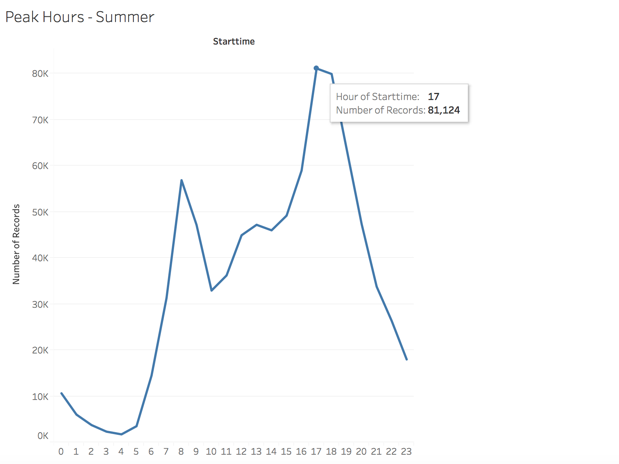 Peak Hours - Summer
Starttime
80K
Hour of Starttime: 17
Number of Records: 81,124
70K
60K
50K
40K
30K
20K
10K
0K
Number of Records
0 1 2 3 4 5 6 7 8 9 10 11 12 13 14 15 16 17 18 19 20 21 22 23